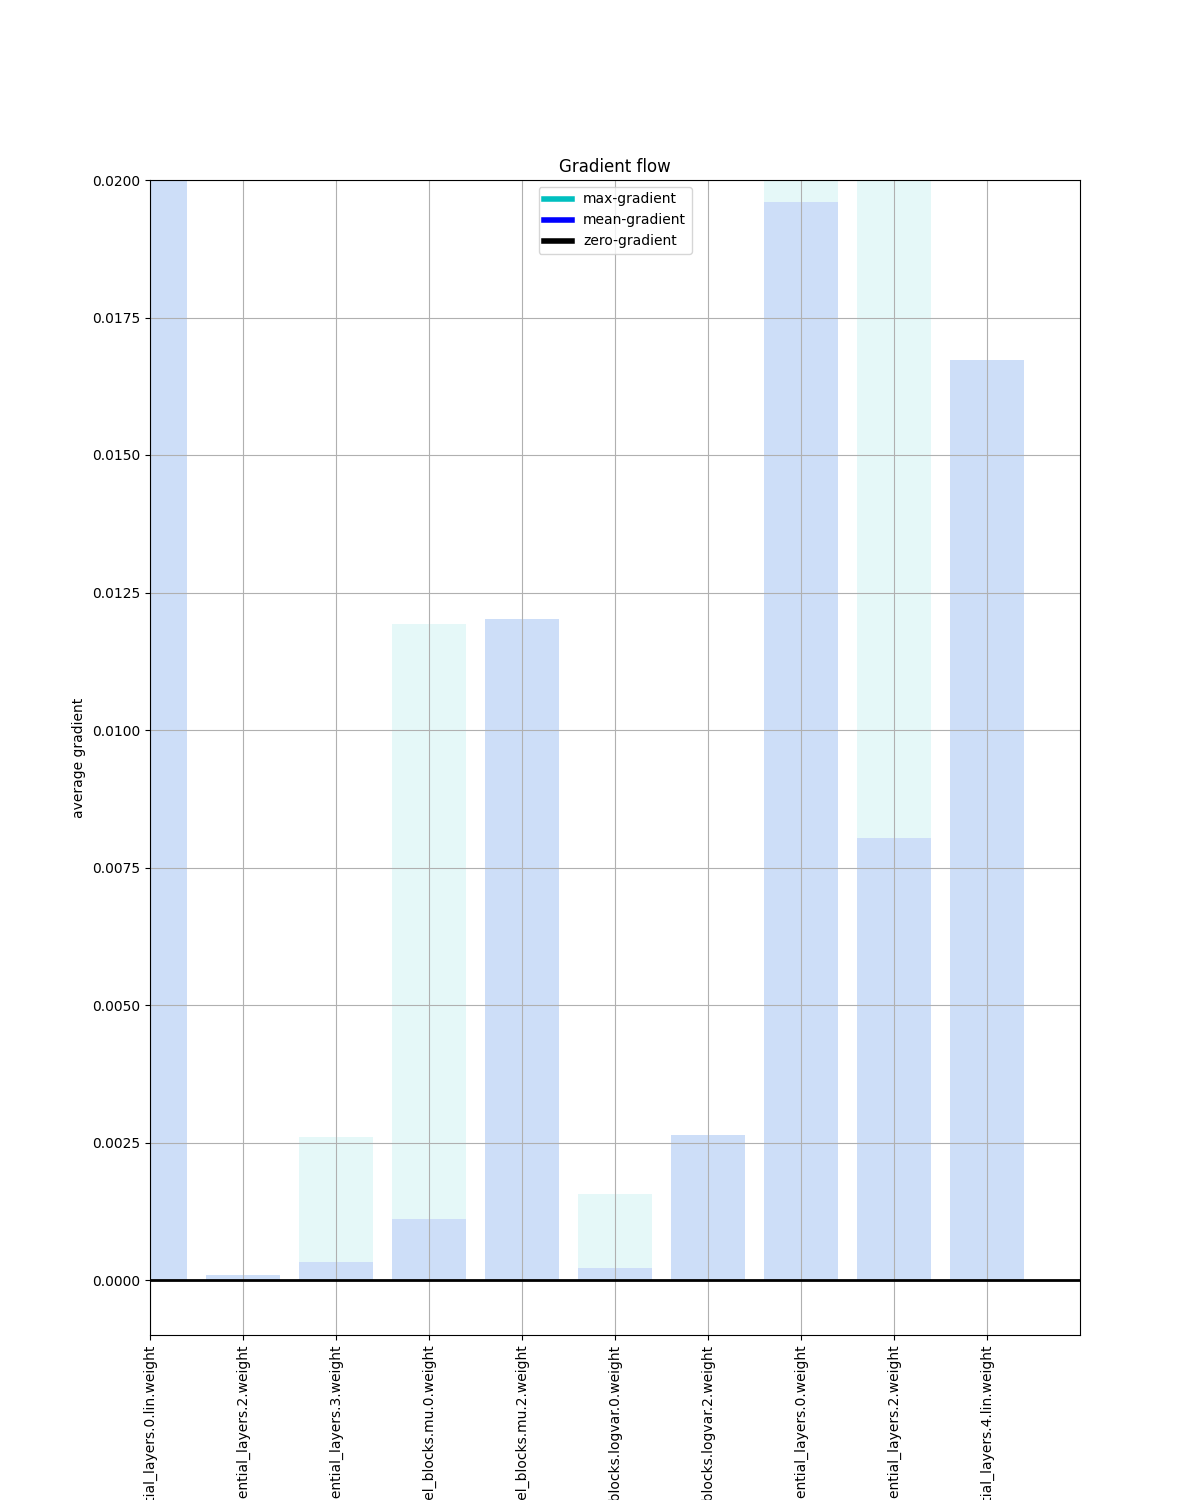 Gradient flow
max-gradient
mean-gradient
zero-gradient
0.0200
0.0175
0.0150
0.0125
0.0100
0.0075
0.0050
0.0025
0.0000
average gradient
tial_layers.0.lin.weight
ential_layers.2.weight
ential_layers.3.weight
el_blocks.mu.0.weight
el_blocks.mu.2.weight
blocks.logvar.0.weight
blocks.logvar.2.weight
ential_layers.0.weight
ential_layers.2.weight
tial_layers.4.lin.weight